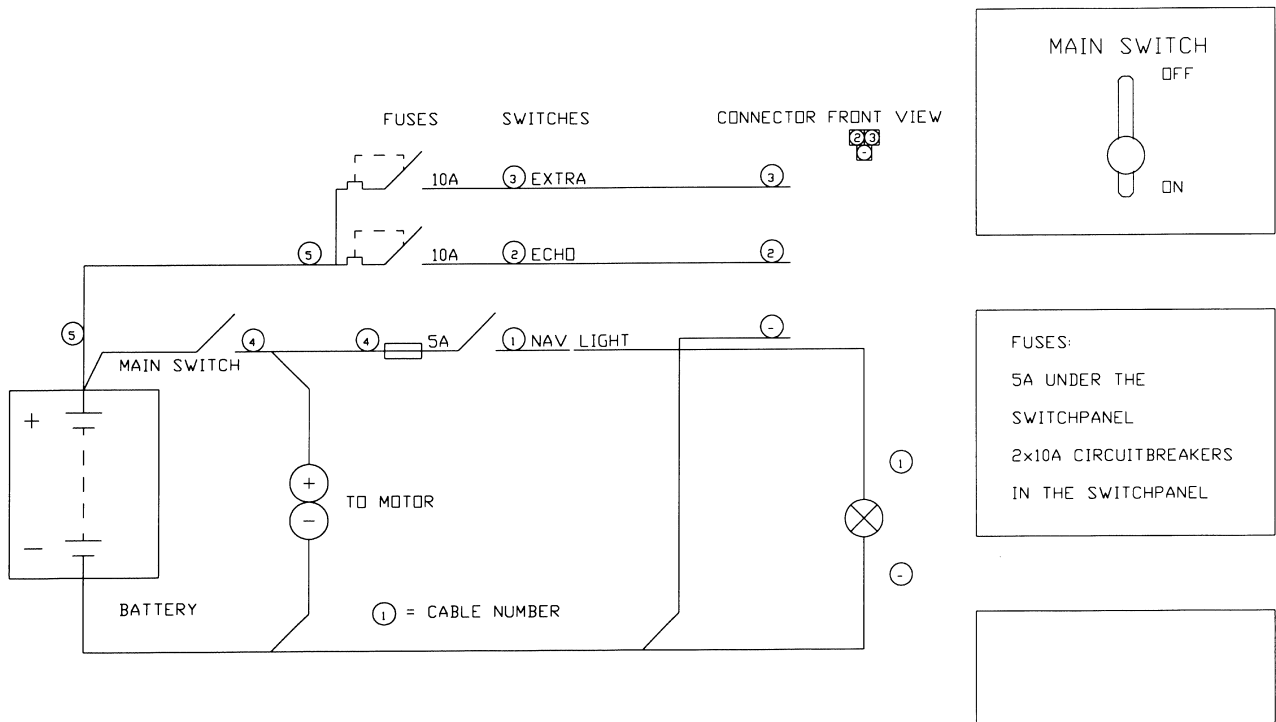 MAIN SWITCH
OFF
ON
FUSES SWITCHES CONNECTOR FRONT VIEW
2 3
-
10A 3 EXTRA 3
5 10A 2 ECHO 2
5
MAIN SWITCH
4 4 5A 1 NAV LIGHT -
+
-
BATTERY
+
-
TO MOTOR
1
-
1 = CABLE NUMBER
FUSES:
5A UNDER THE
SWITCHPANEL
2x10A CIRCUITBREAKERS
IN THE SWITCHPANEL